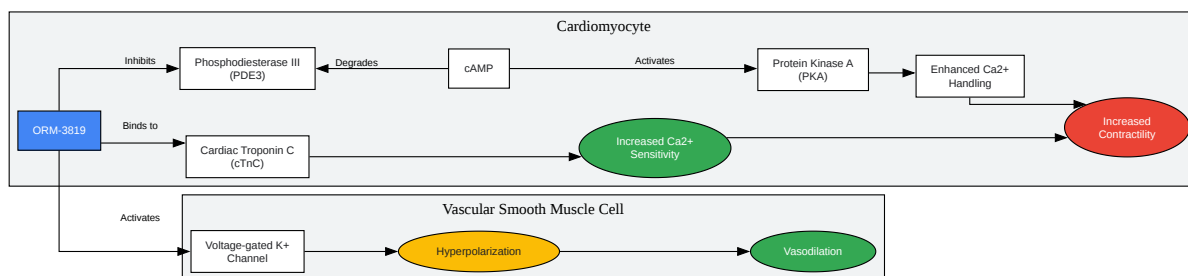 Cardiomyocyte
Inhibits
Phosphodiesterase III
(PDE3)
Degrades
cAMP
Activates
Protein Kinase A
(PKA)
Enhanced Ca2+
Handling
ORM-3819
Binds to
Cardiac Troponin C
(cTnC)
Increased Ca2+
Sensitivity
Increased
Contractility
Vascular Smooth Muscle Cell
Activates
Voltage-gated K+
Channel
Hyperpolarization
Vasodilation